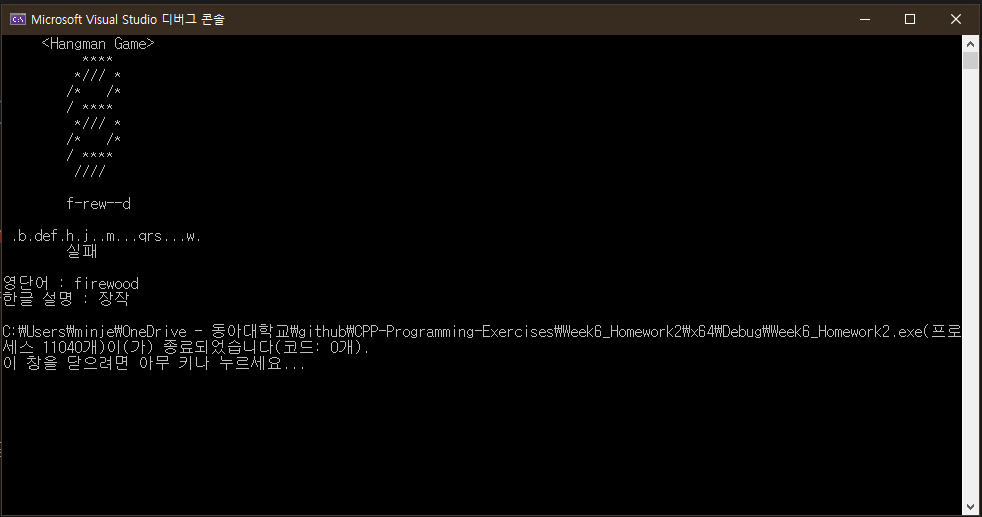 Microsoft Visual Studio 디버그 콘솔
<Hangman Game>
****
*/// *
/*   /*
/ ****
*/// *
/*   /*
/ ****
////
f-rew--d
.b.def.h.j..m...qrs...w.
실패
영단어 : firewood
한글 설명 : 장작
C:₩Users₩minje₩OneDrive - 동아대학교₩github₩CPP-Programming-Exercises₩Week6_Homework2₩x64₩Debug₩Week6_Homework2.exe(프로
세스 11040개)이(가) 종료되었습니다(코드: 0개).
이 창을 닫으려면 아무 키나 누르세요...